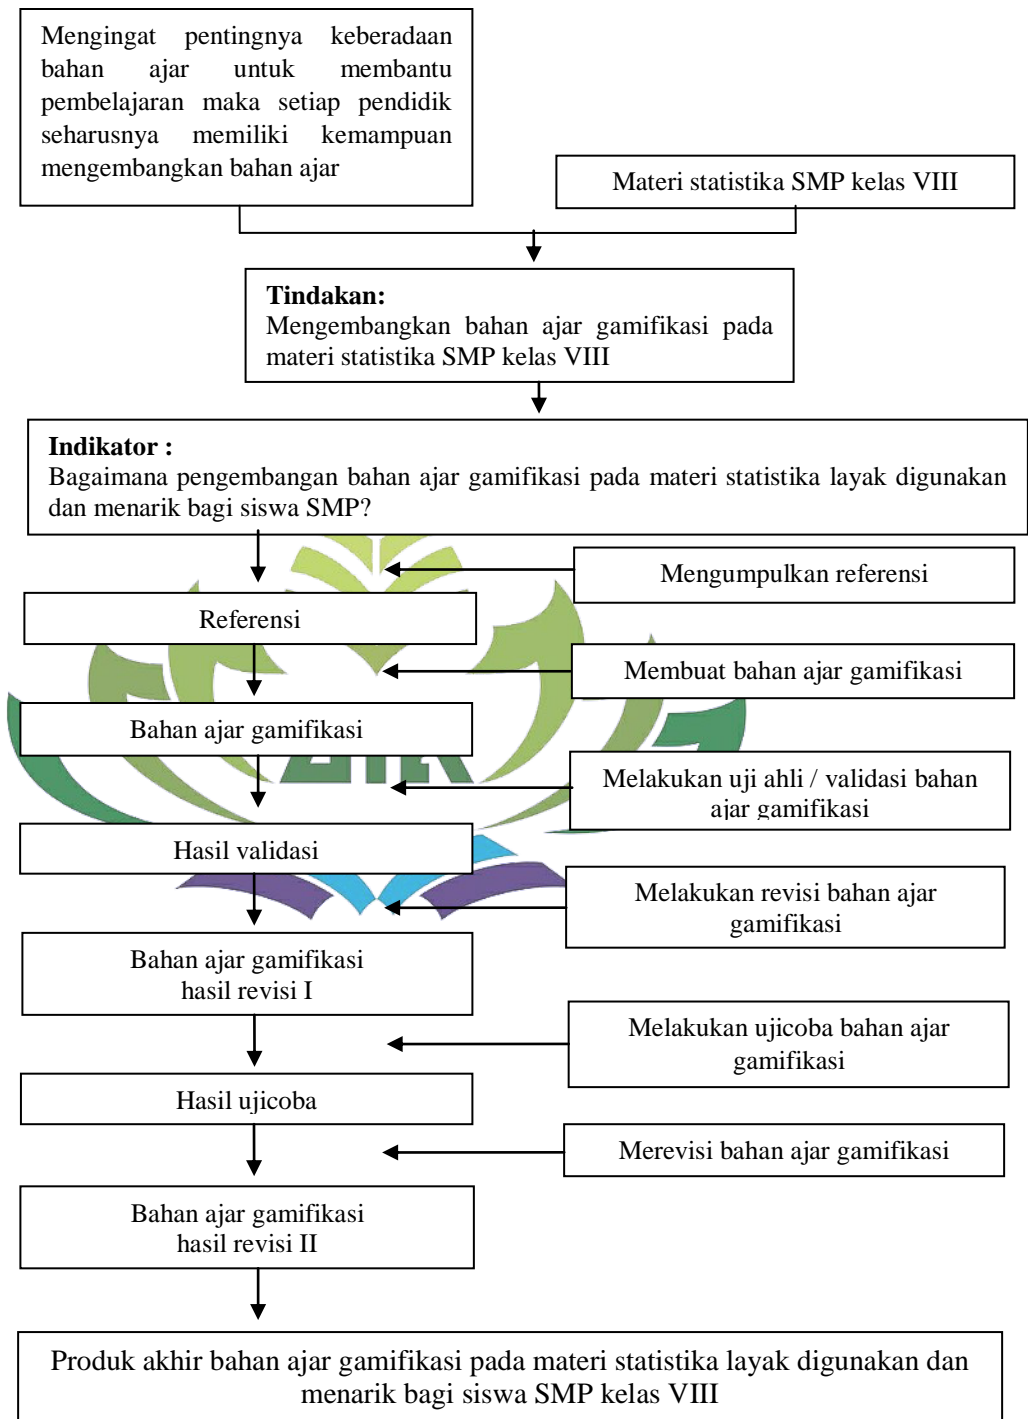 Mengingat pentingnya keberadaan
bahan ajar untuk membantu
pembelajaran maka setiap pendidik
seharusnya memiliki kemampuan
mengembangkan bahan ajar
Materi statistika SMP kelas VIII
Tindakan:
Mengembangkan bahan ajar gamifikasi pada
materi statistika SMP kelas VIII
Indikator :
Bagaimana pengembangan bahan ajar gamifikasi pada materi statistika layak digunakan
dan menarik bagi siswa SMP?
Mengumpulkan referensi
Referensi
Membuat bahan ajar gamifikasi
Bahan ajar gamifikasi
Melakukan uji ahli / validasi bahan
ajar gamifikasi
Hasil validasi
Melakukan revisi bahan ajar
gamifikasi
Bahan ajar gamifikasi
hasil revisi I
Melakukan ujicoba bahan ajar
gamifikasi
Hasil ujicoba
Merevisi bahan ajar gamifikasi
Bahan ajar gamifikasi
hasil revisi II
Produk akhir bahan ajar gamifikasi pada materi statistika layak digunakan dan
menarik bagi siswa SMP kelas VIII